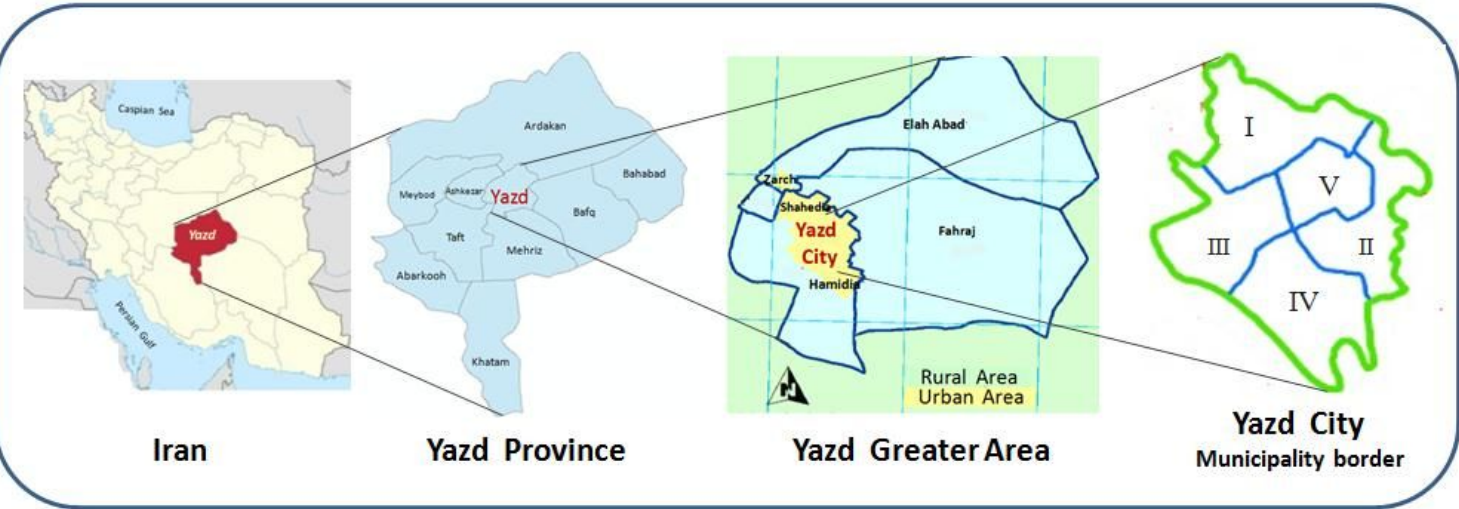 Caspian Sea
Yazd
Persian Gulf
Iran
Ardakan
Bahabad
Meybod
Ashkezar
Yazd
Bafq
Taft
Mehriz
Abarkooh
Khatam
Yazd Province
Elah Abad
Zarch
Shahedia
Yazd
City
Fahraj
Hamidia
N
Rural Area
Urban Area
Yazd Greater Area
I
V
III
II
IV
Yazd City
Municipality border